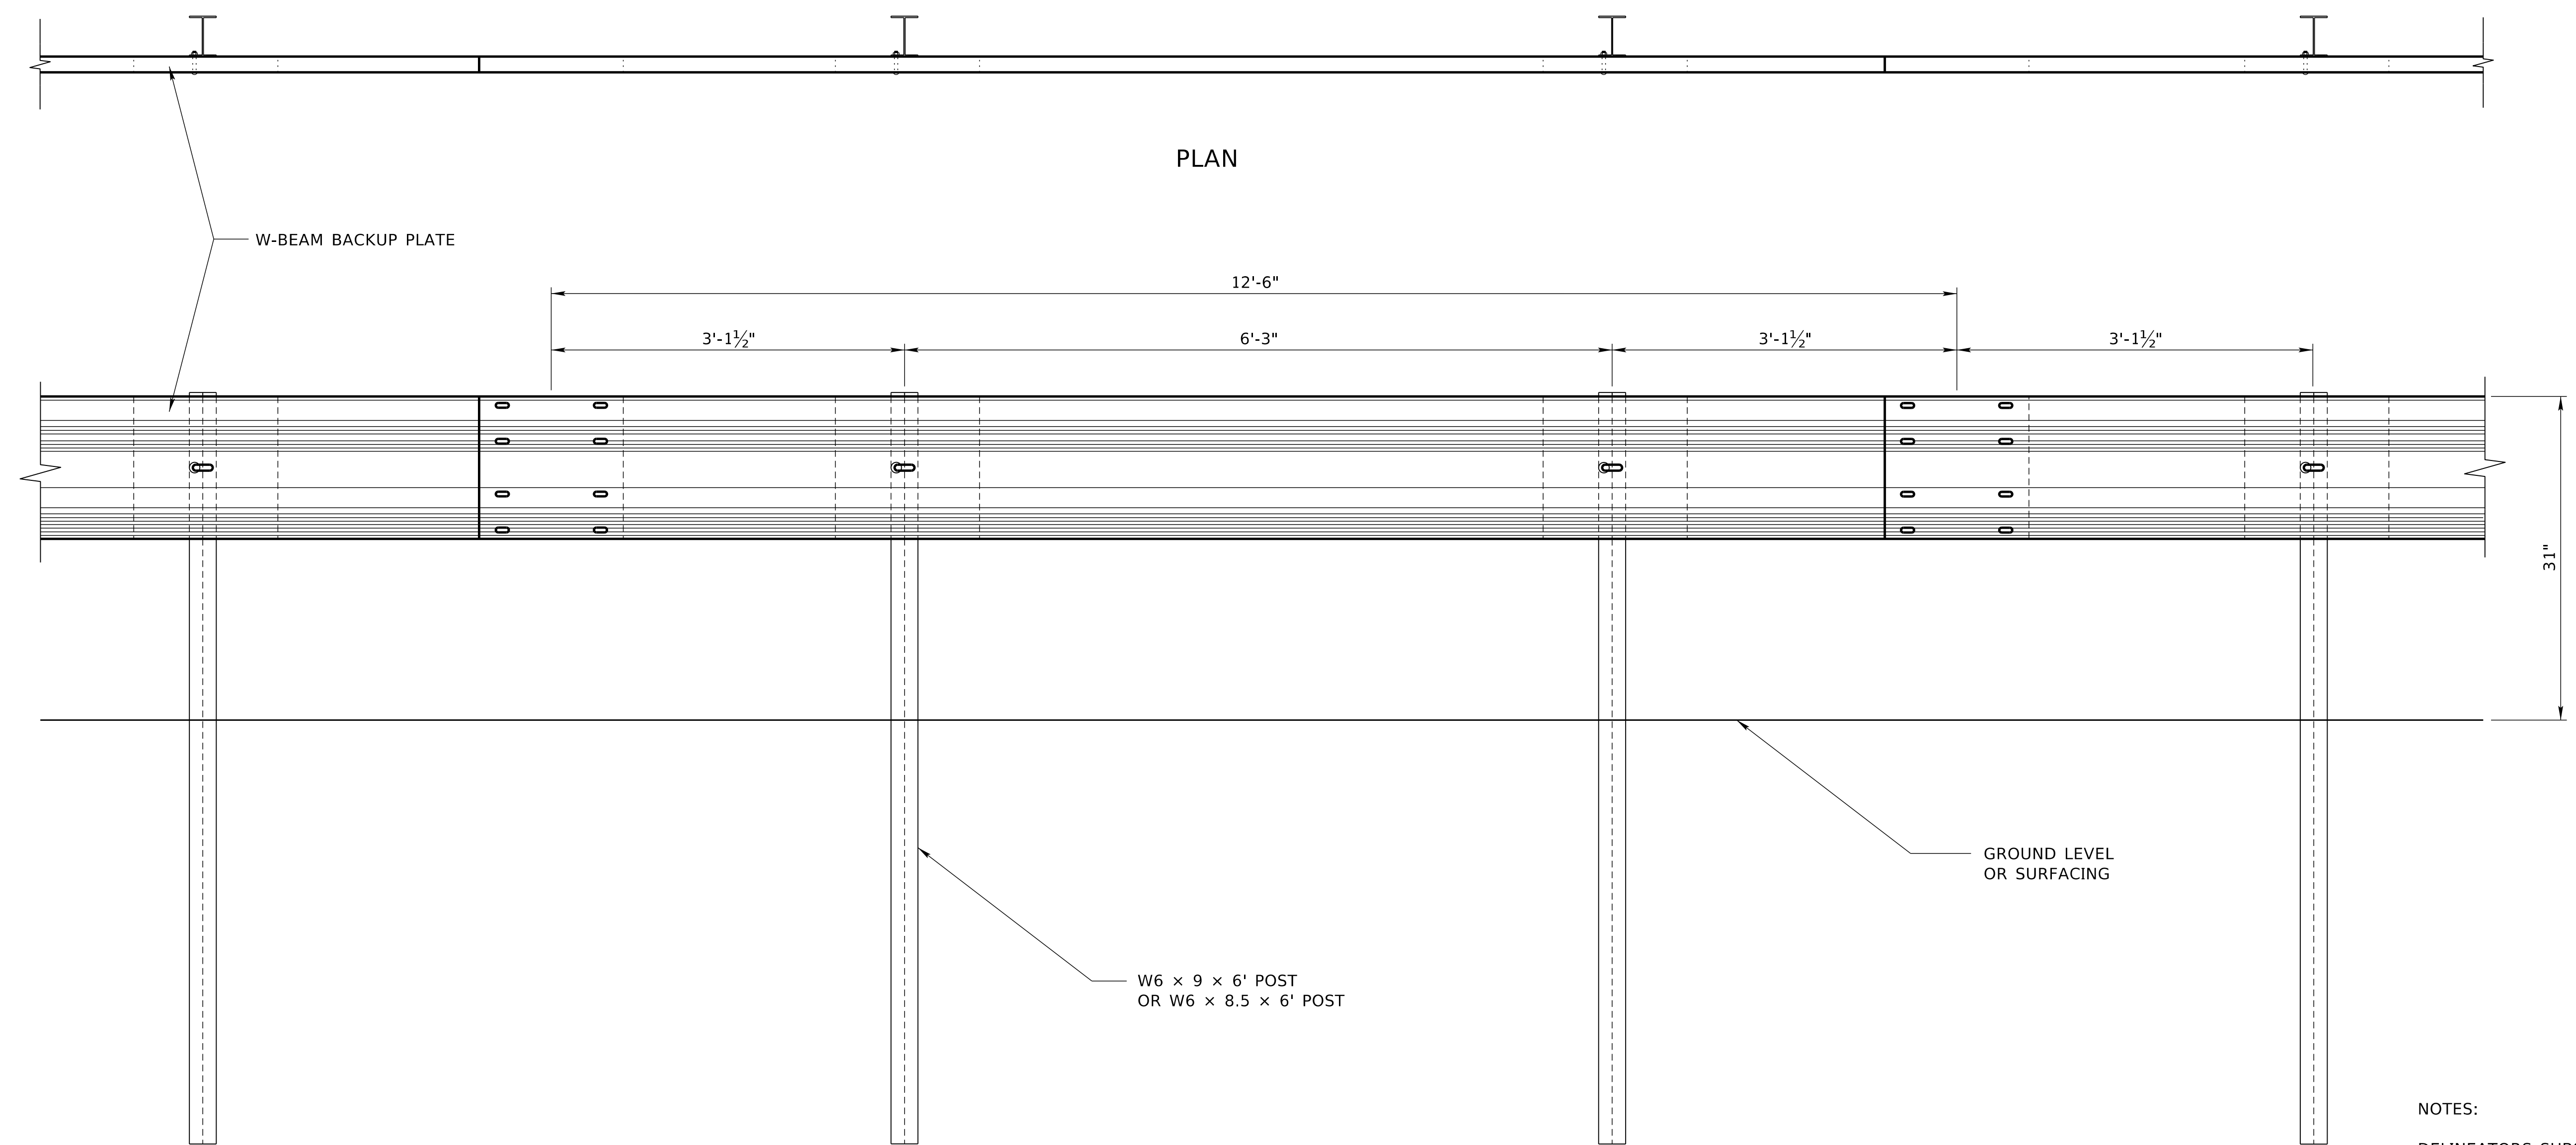 PLAN
W-BEAM BACKUP PLATE
12'-6"
3'-1½" 6'-3" 3'-1½" 3'-1½"
31"
GROUND LEVEL
OR SURFACING
W6 × 9 × 6' POST
OR W6 × 8.5 × 6' POST
NOTES: